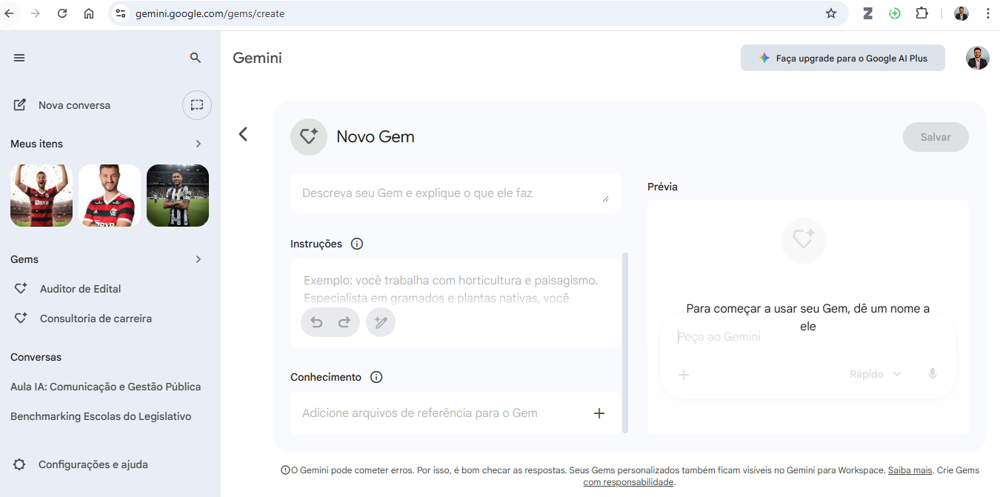 gemini.google.com/gems/create
Gemini
Faça upgrade para o Google AI Plus
Nova conversa
Meus itens
Gems
Auditor de Edital
Consultoria de carreira
Conversas
Aula IA: Comunicação e Gestão Pública
Benchmarking Escolas do Legislativo
Configurações e ajuda
Novo Gem
Salvar
Descreva seu Gem e explique o que ele faz
Instruções
Exemplo: você trabalha com horticultura e paisagismo.
Especialista em gramados e plantas nativas, você
Conhecimento
Adicione arquivos de referência para o Gem
Prévia
Para começar a usar seu Gem, dê um nome a
ele
Peça ao Gemini
Rápido
O Gemini pode cometer erros. Por isso, é bom checar as respostas. Seus Gems personalizados também ficam visíveis no Gemini para Workspace. Saiba mais. Crie Gems
com responsabilidade.